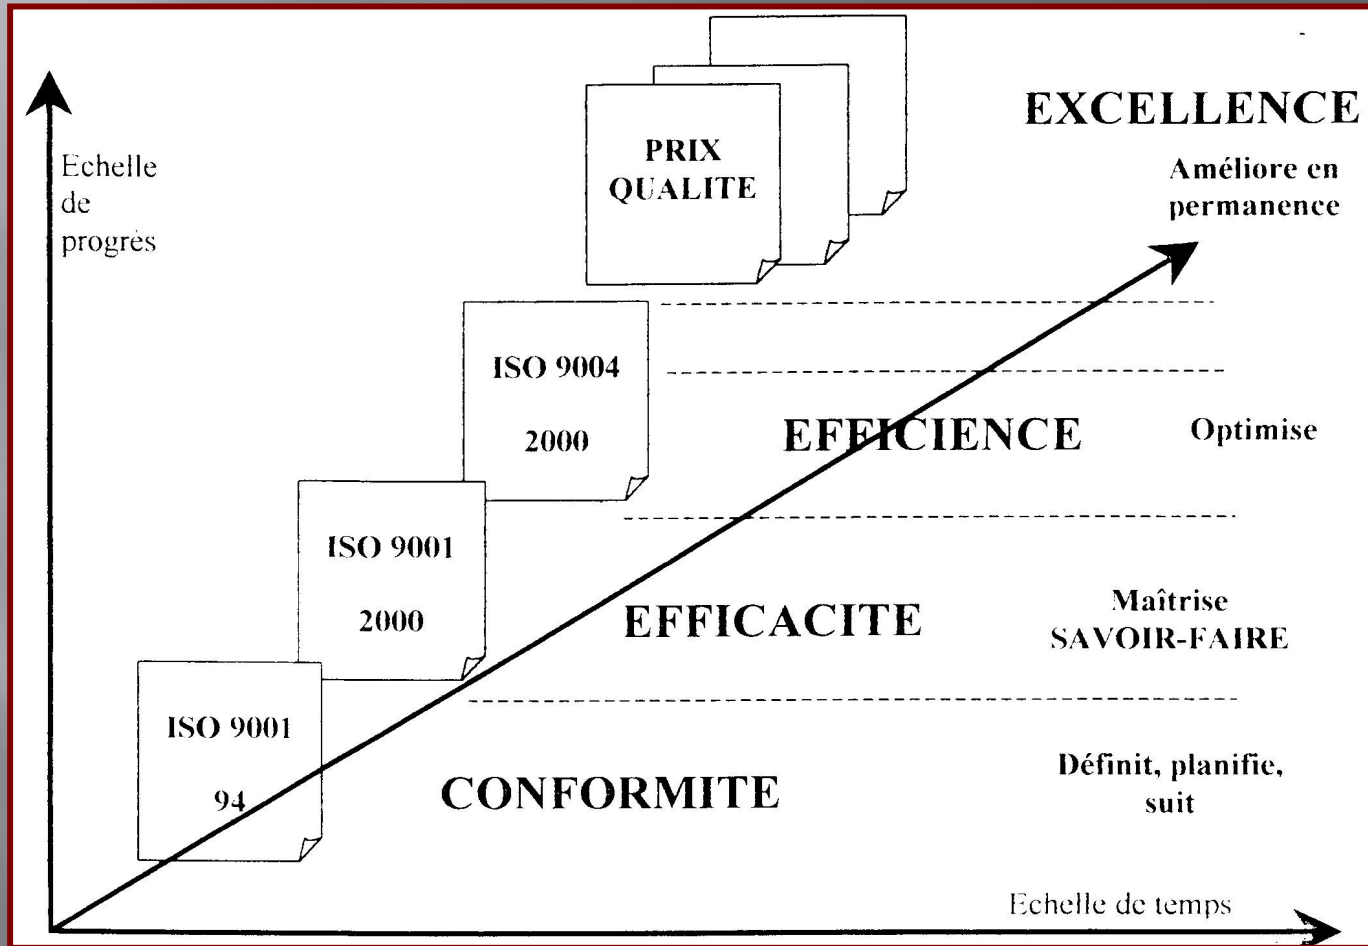 EXCELLENCE
Améliore en
permanence
Echelle
de
progrès
PRIX
QUALITE
ISO 9004
2000
EFFICIENCE
Optimise
ISO 9001
2000
EFFICACITE
Maîtrise
SAVOIR-FAIRE
ISO 9001
94
CONFORMITE
Définit, planifie,
suit
Echelle de temps